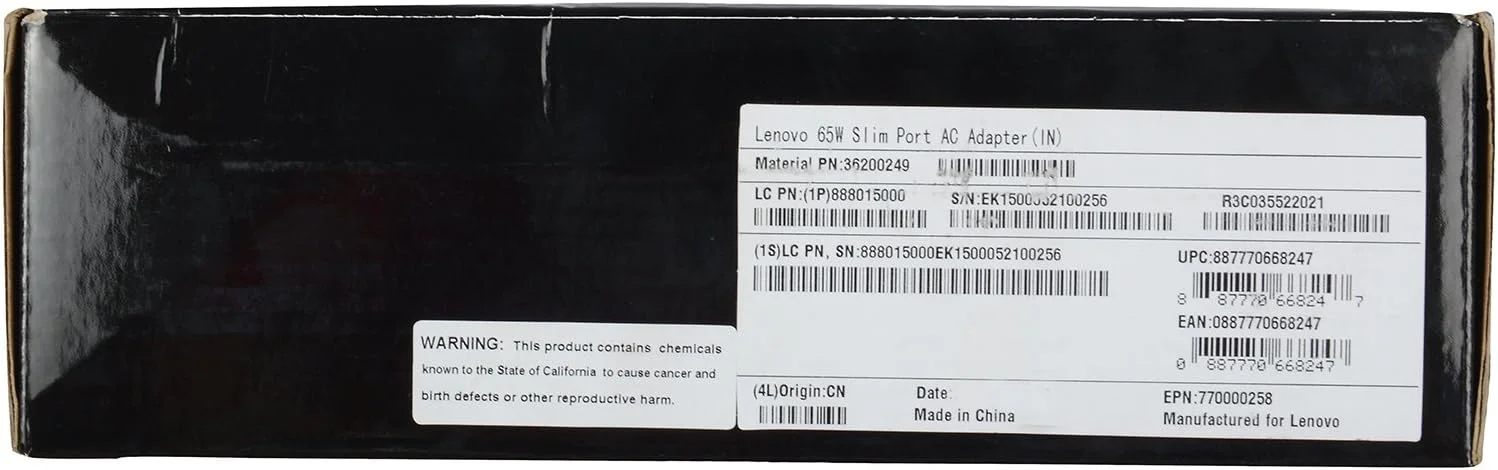 Lenovo 65W Slim Port AC Adapter(IN)
Material PN:36200249
LC PN:(1P)888015000 S/N:EK1500052100256 R3C035522021
(1S)LC PN, SN:888015000EK1500052100256
UPC:887770668247
8 87770 66824 7
EAN:0887770668247
0 887770 668247
WARNING: This product contains chemicals
known to the State of California to cause cancer and
birth defects or other reproductive harm.
(4L)Origin:CN Date: EPN:770000258
Made in China Manufactured for Lenovo